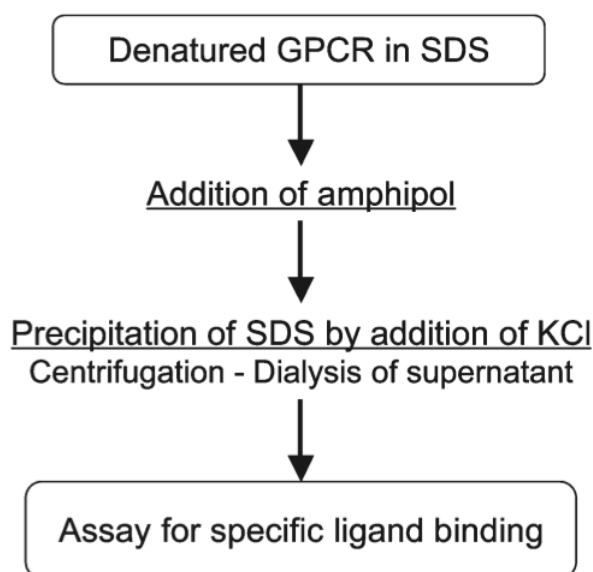 Denatured GPCR in SDS
Addition of amphipol
Precipitation of SDS by addition of KCl
Centrifugation - Dialysis of supernatant
Assay for specific ligand binding